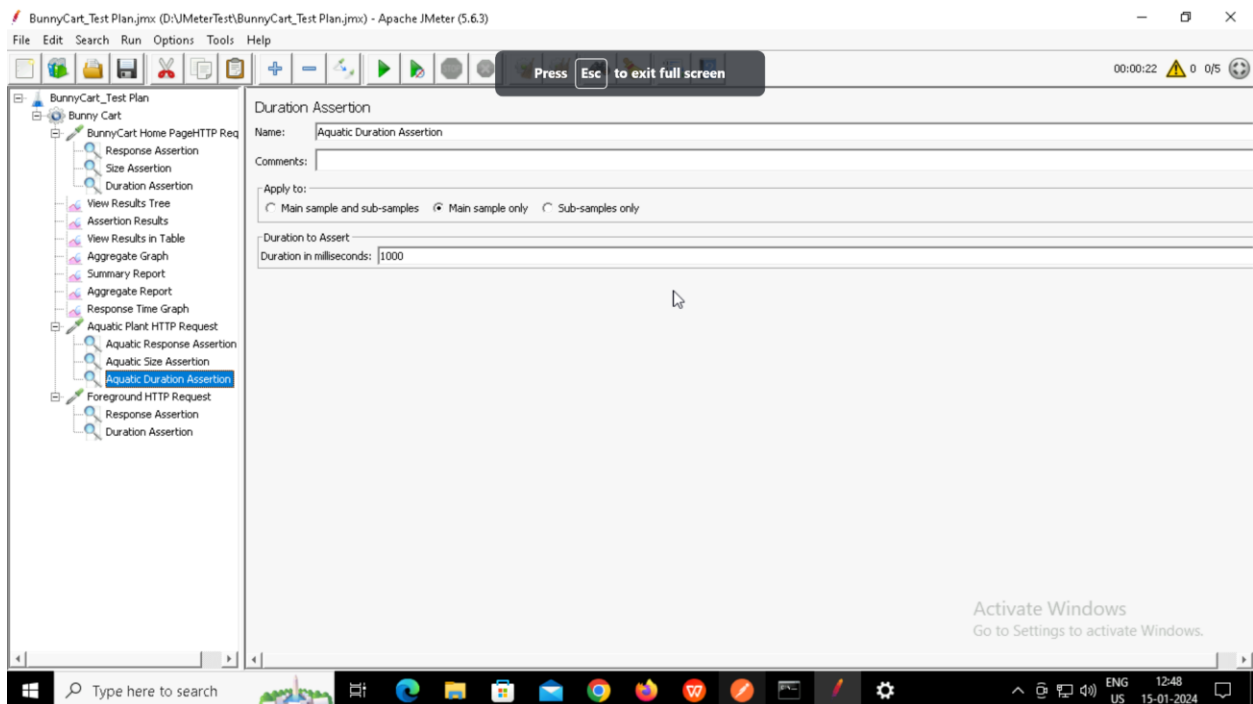 BunnyCart_Test Plan.jmx (D:\JMeterTest\BunnyCart_Test Plan.jmx) - Apache JMeter (5.6.3)
File Edit Search Run Options Tools Help
Press Esc to exit full screen
00:00:22 0 0/5
BunnyCart_Test Plan
Bunny Cart
BunnyCart Home PageHTTP Req
Response Assertion
Size Assertion
Duration Assertion
View Results Tree
Assertion Results
View Results in Table
Aggregate Graph
Summary Report
Aggregate Report
Response Time Graph
Aquatic Plant HTTP Request
Aquatic Response Assertion
Aquatic Size Assertion
Aquatic Duration Assertion
Foreground HTTP Request
Response Assertion
Duration Assertion
Duration Assertion
Name: Aquatic Duration Assertion
Comments:
Apply to:
Main sample and sub-samples Main sample only Sub-samples only
Duration to Assert
Duration in milliseconds: 1000
Activate Windows
Go to Settings to activate Windows.
Type here to search
ENG
US
12:48
15-01-2024